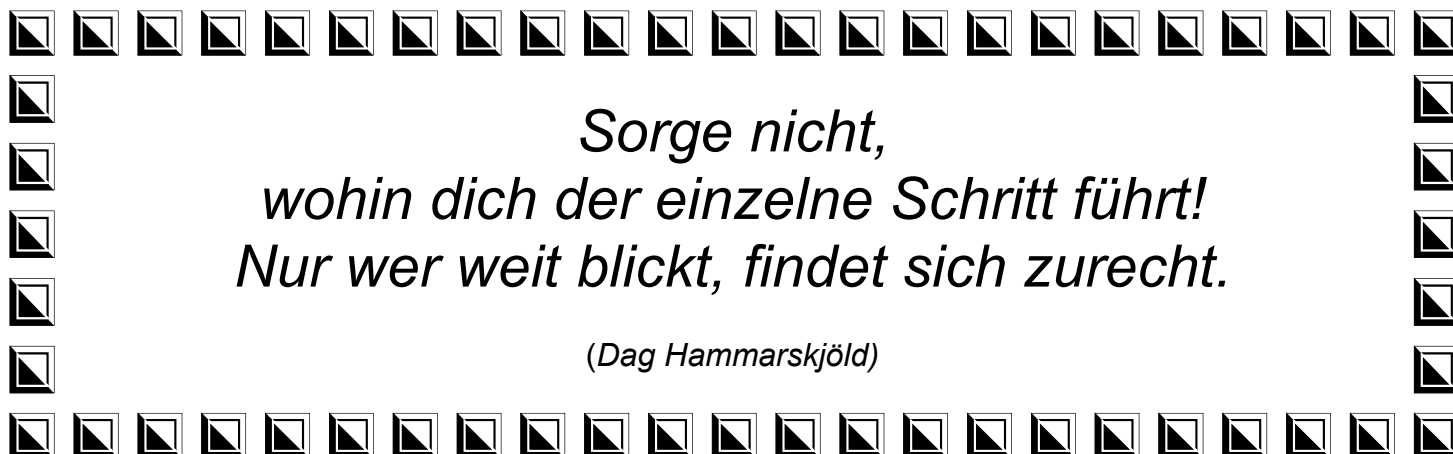 Sorge nicht,
wohin dich der einzelne Schritt führt!
Nur wer weit blickt, findet sich zurecht.
(Dag Hammarskjöld)